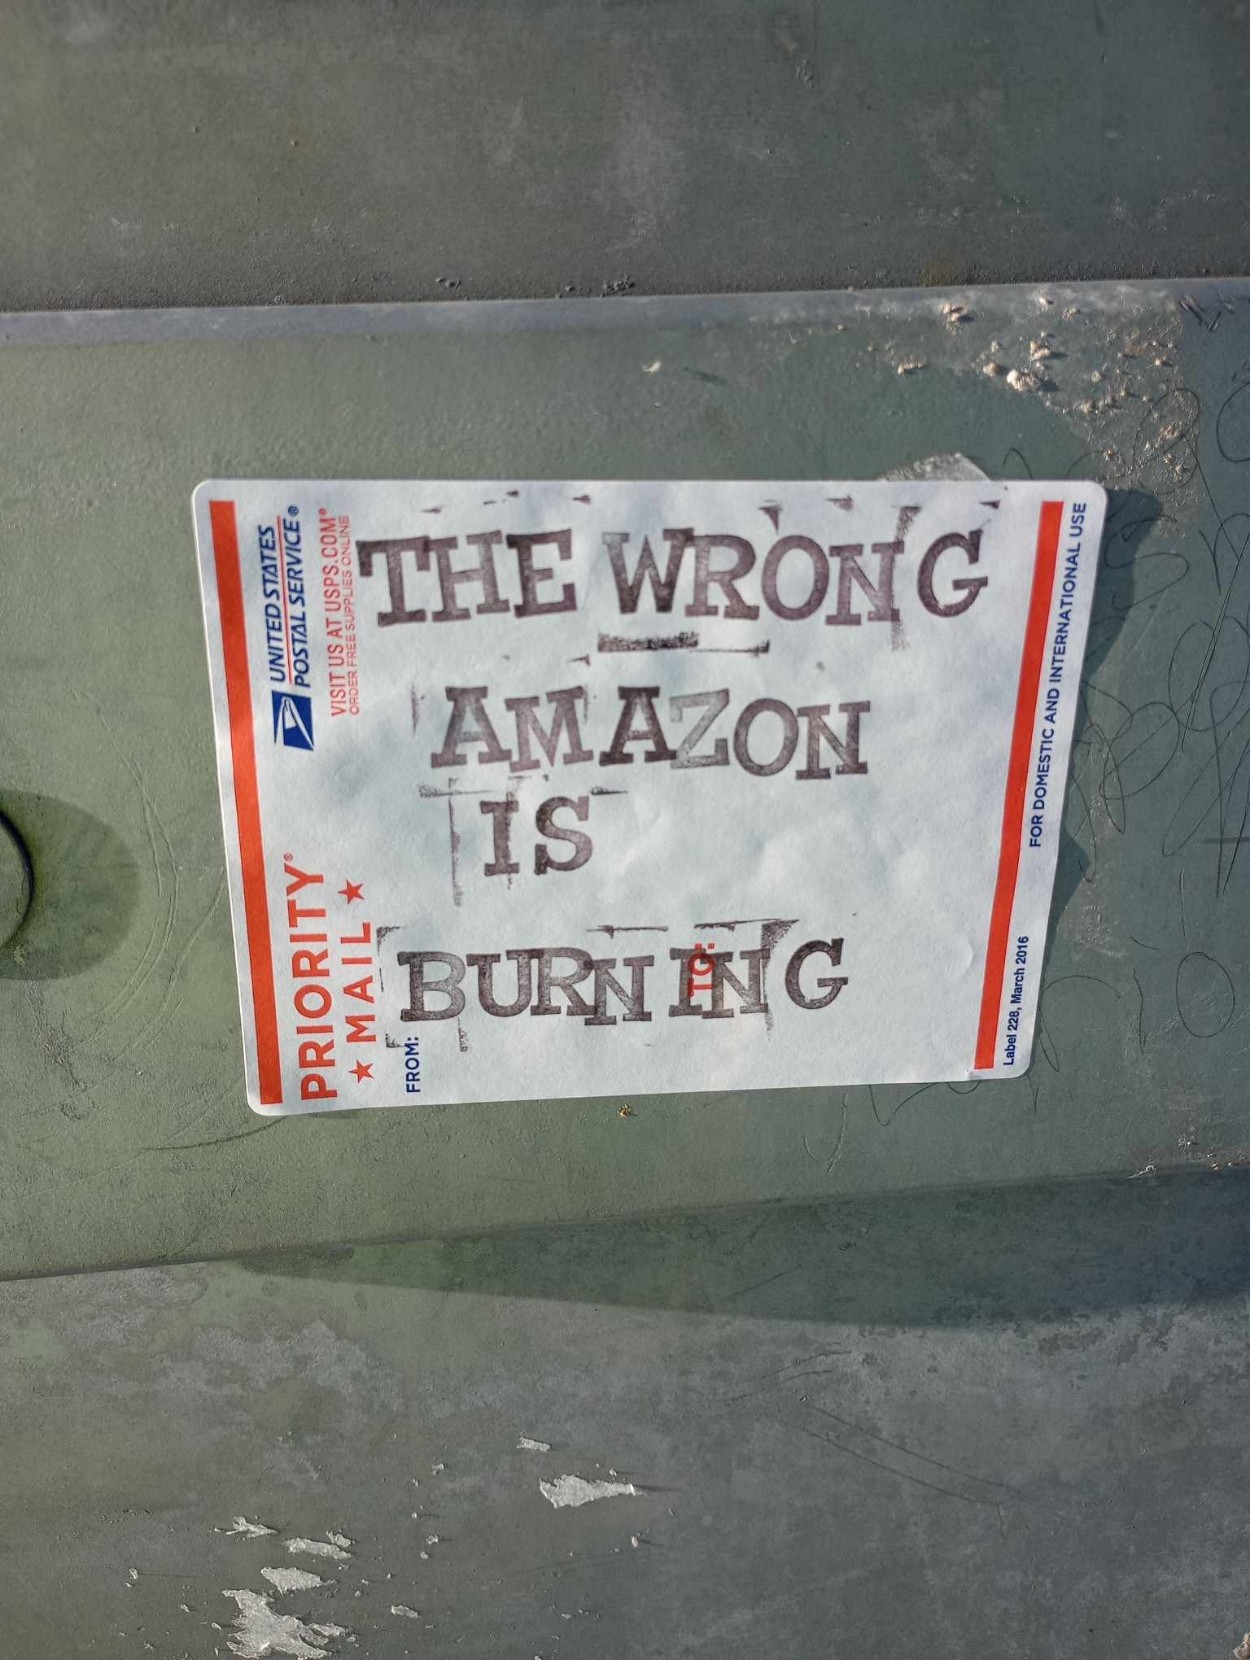 THE WRONG
AMAZON
IS
BURNING
UNITED STATES
POSTAL SERVICE®
VISIT US AT USPS.COM®
ORDER FREE SUPPLIES ONLINE
PRIORITY®
★ MAIL ★
FROM:
TO:
Label 228, March 2016
FOR DOMESTIC AND INTERNATIONAL USE